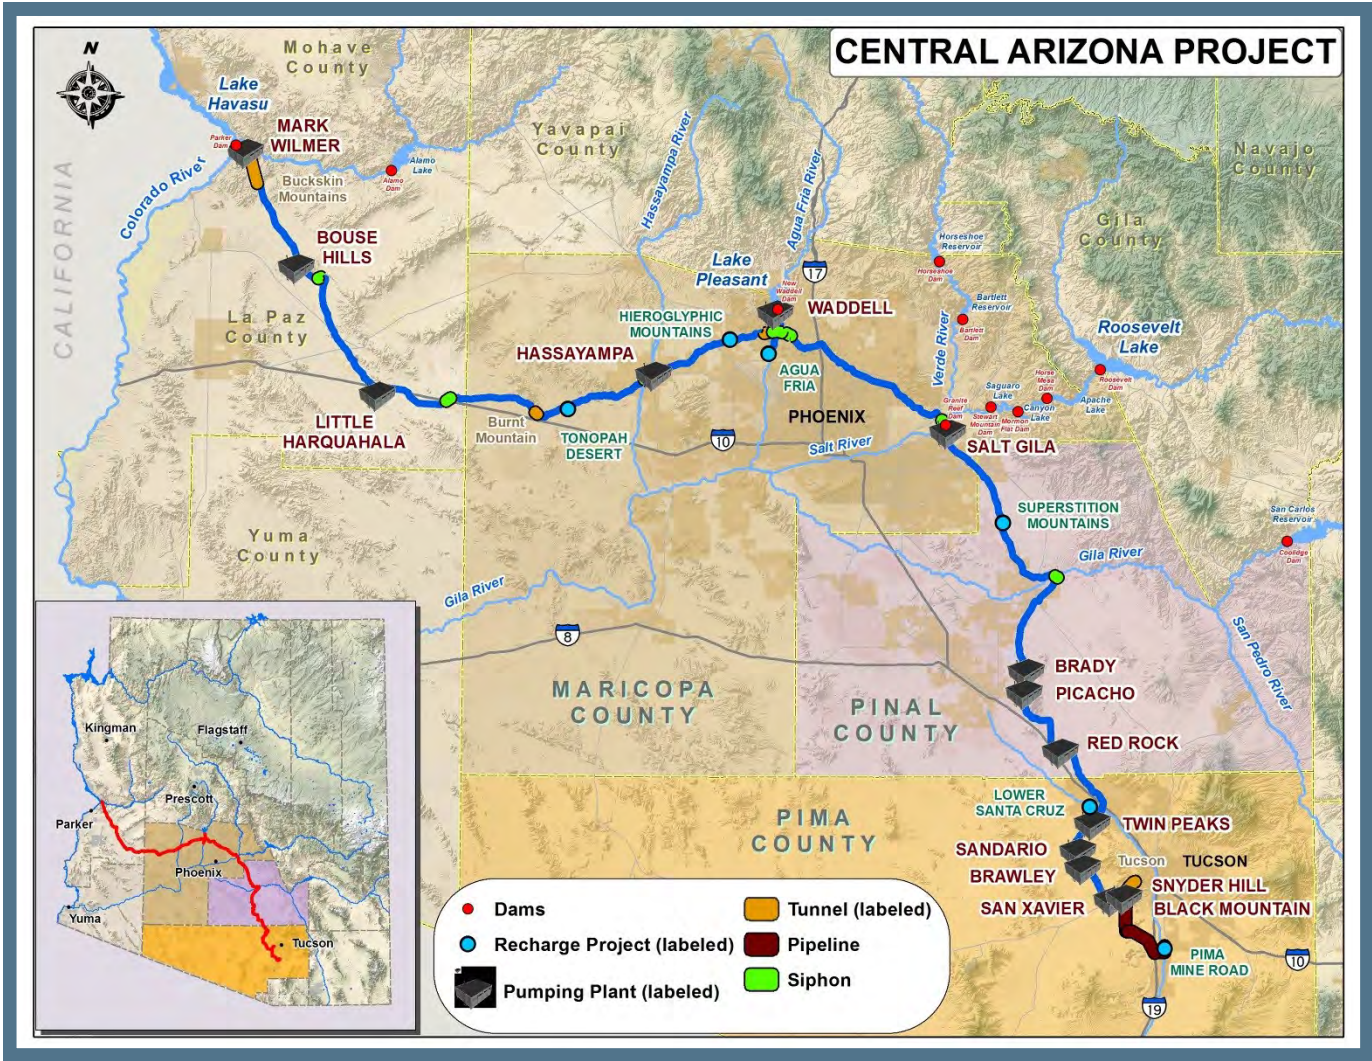 CENTRAL ARIZONA PROJECT
N
Mohave
County
Lake
Havasu
MARK
WILMER
Parker
Dam
Alamo
Lake
Alamo
Dam
Buckskin
Mountains
CALIFORNIA
Colorado River
Yavapai
County
Hassayampa River
Agua Fria River
Navajo
County
Gila
County
BOUSE
HILLS
La Paz
County
Lake
Pleasant
New
Waddell
Dam
WADDELL
17
Horseshoe
Reservoir
Horseshoe
Dam
Bartlett
Reservoir
Bartlett
Dam
Verde River
Roosevelt
Lake
Roosevelt
Dam
HIEROGLYPHIC
MOUNTAINS
HASSAYAMPA
AGUA
FRIA
Horse
Mesa
Dam
Saguaro
Lake
Canyon
Lake
Apache
Lake
Granite
Reef
Dam
Stewart
Mountain
Dam
Mormon
Flat Dam
LITTLE
HARQUAHALA
Burnt
Mountain
TONOPAH
DESERT
10
PHOENIX
Salt River
SALT GILA
SUPERSTITION
MOUNTAINS
San Carlos
Reservoir
Coolidge
Dam
Yuma
County
Gila River
Gila River
8
San Pedro River
MARICOPA
COUNTY
PINAL
COUNTY
BRADY
PICACHO
RED ROCK
PIMA
COUNTY
LOWER
SANTA CRUZ
TWIN PEAKS
SANDARIO
BRAWLEY
Tucson
TUCSON
SNYDER HILL
SAN XAVIER
BLACK MOUNTAIN
PIMA
MINE ROAD
10
19
Kingman
Flagstaff
Prescott
Parker
Phoenix
Yuma
Tucson
Dams
Recharge Project (labeled)
Pumping Plant (labeled)
Tunnel (labeled)
Pipeline
Siphon